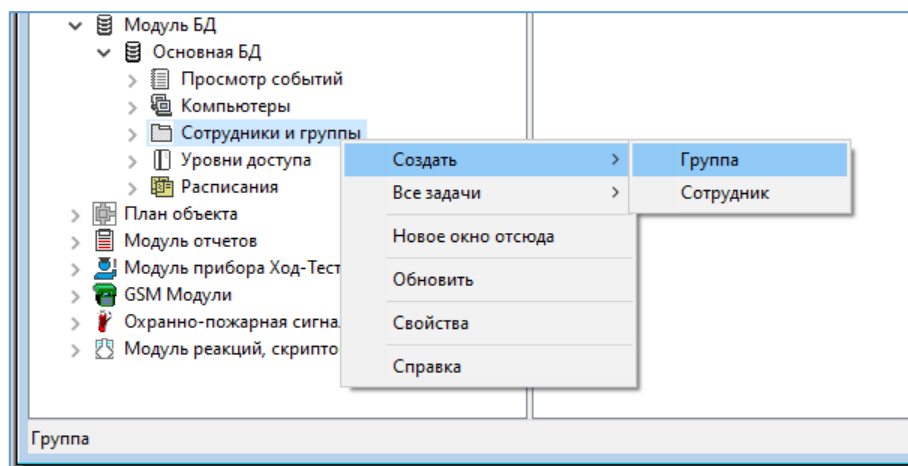 Модуль БД
Основная БД
Просмотр событий
Компьютеры
Сотрудники и группы
Уровни доступа
Расписания
План объекта
Модуль отчетов
Модуль прибора Ход-Тест
GSM Модули
Охранно-пожарная сигна
Модуль реакций, скрипто
Создать
Все задачи
Новое окно отсюда
Обновить
Свойства
Справка
Группа
Сотрудник
Группа